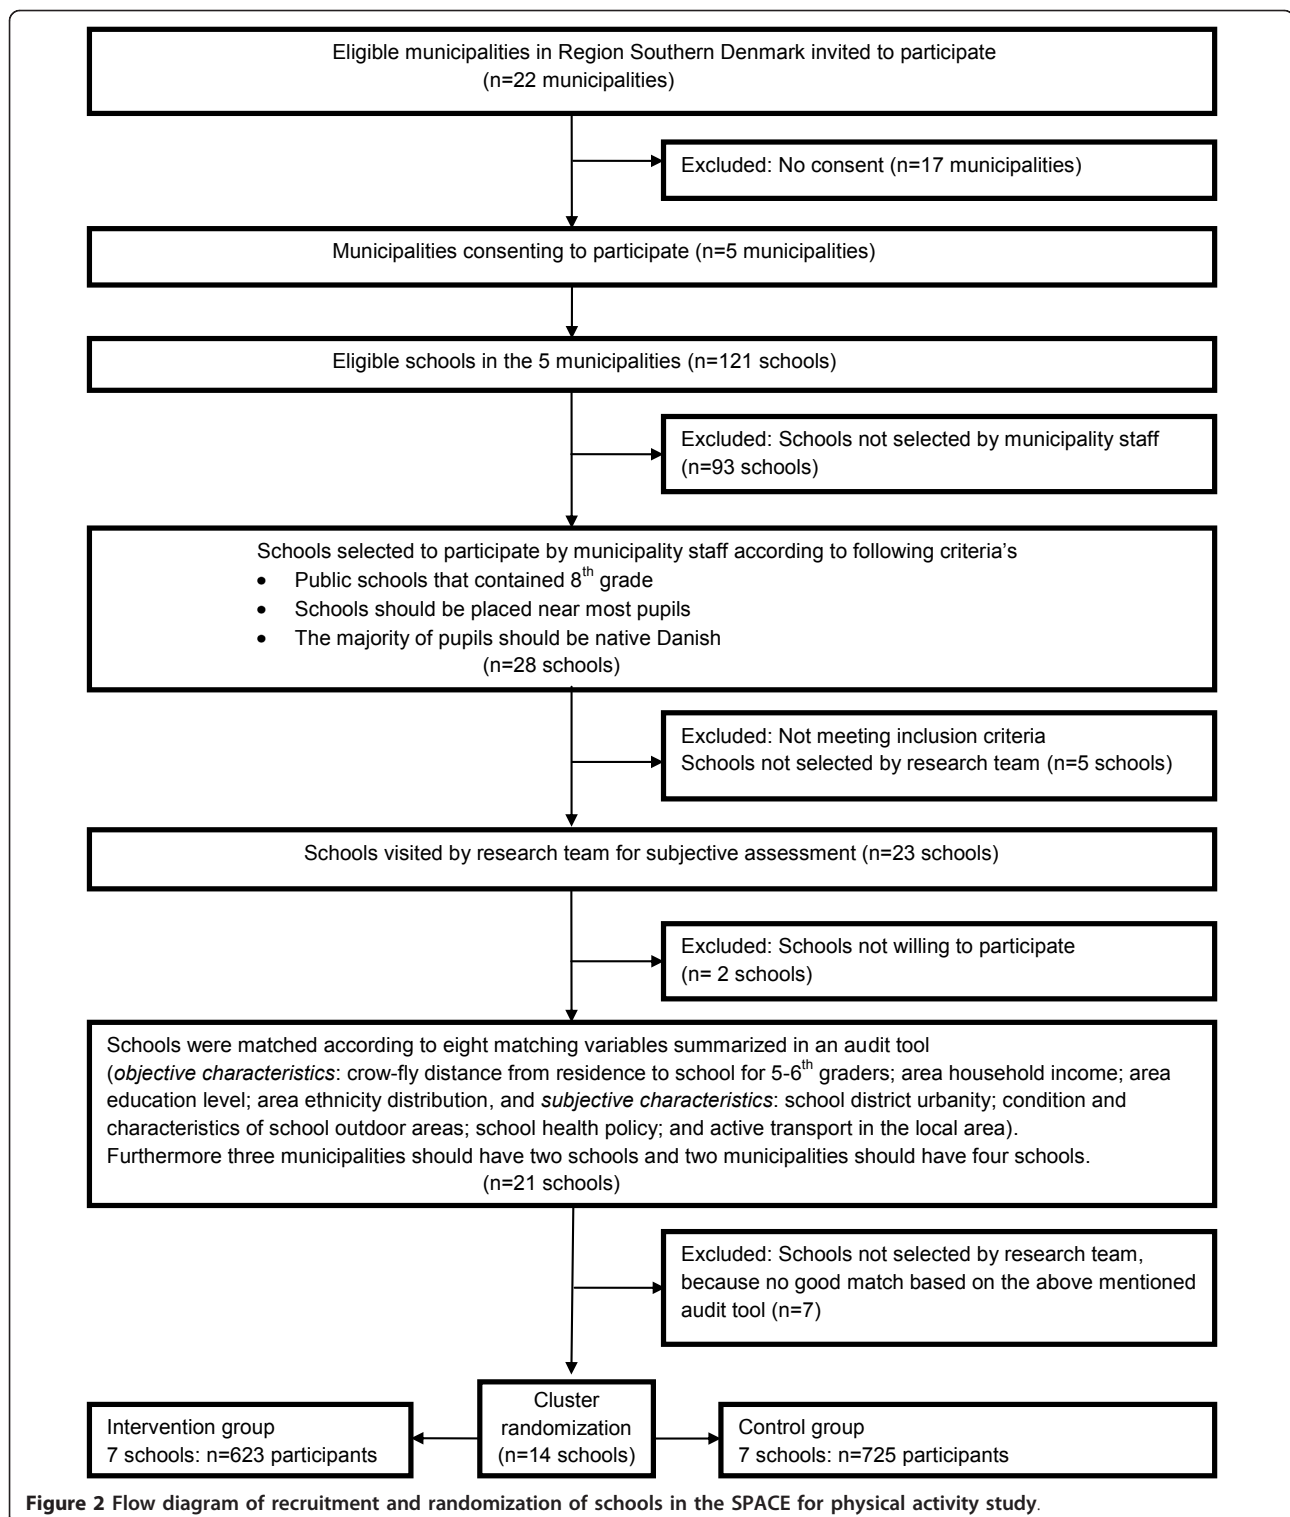 Eligible municipalities in Region Southern Denmark invited to participate
(n=22 municipalities)
Excluded: No consent (n=17 municipalities)
Municipalities consenting to participate (n=5 municipalities)
Eligible schools in the 5 municipalities (n=121 schools)
Excluded: Schools not selected by municipality staff
(n=93 schools)
Schools selected to participate by municipality staff according to following criteria’s
• Public schools that contained 8th grade
• Schools should be placed near most pupils
• The majority of pupils should be native Danish
(n=28 schools)
Excluded: Not meeting inclusion criteria
Schools not selected by research team (n=5 schools)
Schools visited by research team for subjective assessment (n=23 schools)
Excluded: Schools not willing to participate
(n= 2 schools)
Schools were matched according to eight matching variables summarized in an audit tool
(objective characteristics: crow-fly distance from residence to school for 5-6th graders; area household income; area
education level; area ethnicity distribution, and subjective characteristics: school district urbanity; condition and
characteristics of school outdoor areas; school health policy; and active transport in the local area).
Furthermore three municipalities should have two schools and two municipalities should have four schools.
(n=21 schools)
Excluded: Schools not selected by research team,
because no good match based on the above mentioned
audit tool (n=7)
Cluster
randomization
(n=14 schools)
Intervention group
7 schools: n=623 participants
Control group
7 schools: n=725 participants
Figure 2 Flow diagram of recruitment and randomization of schools in the SPACE for physical activity study.